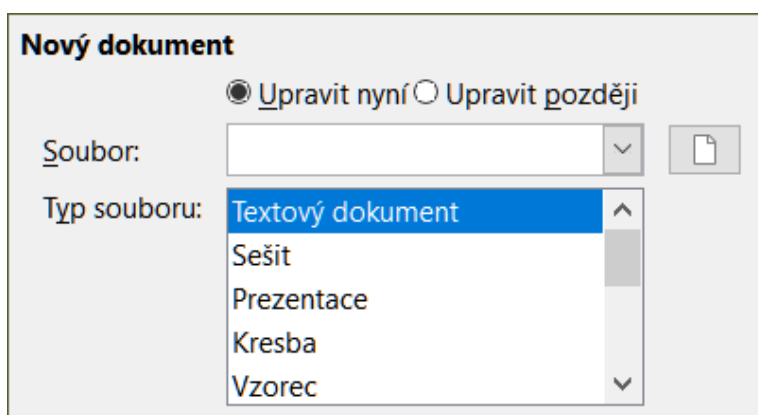 Nový dokument
Upravit nyní Upravit později
Soubor:
Typ souboru: Textový dokument
Sešit
Prezentace
Kresba
Vzorec